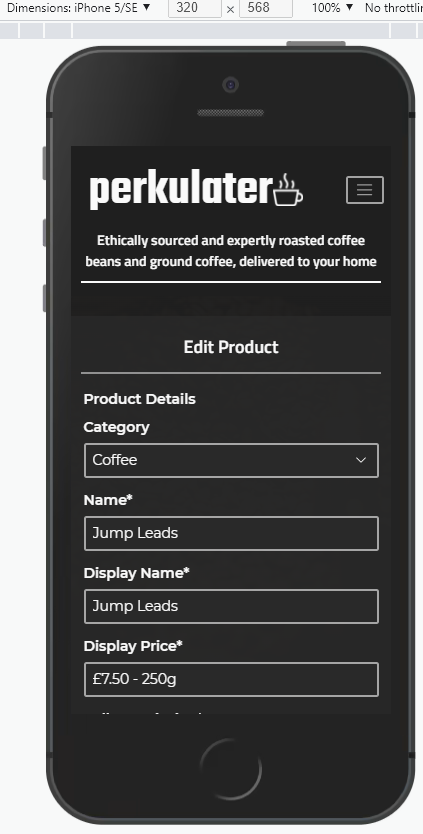 Dimensions: iPhone 5/SE ▼ 320 × 568 100% ▼ No throttlin
perkulater
Ethically sourced and expertly roasted coffee
beans and ground coffee, delivered to your home
Edit Product
Product Details
Category
Coffee
Name*
Jump Leads
Display Name*
Jump Leads
Display Price*
£7.50 - 250g